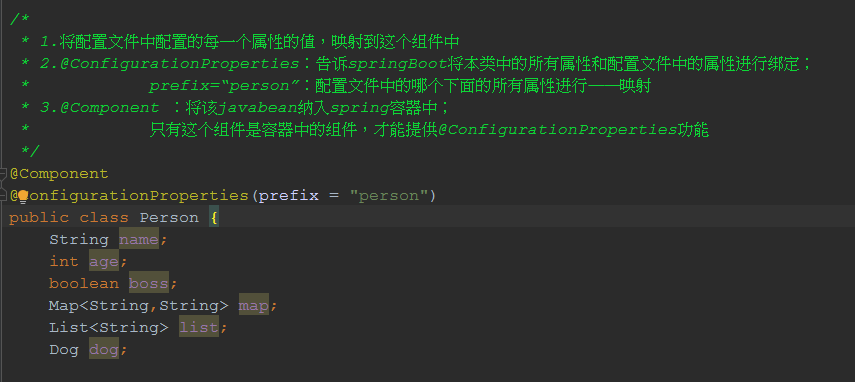 /*
* 1.将配置文件中配置的每一个属性的值，映射到这个组件中
* 2.@ConfigurationProperties：告诉springBoot将本类中的所有属性和配置文件中的属性进行绑定；
* prefix=“person”：配置文件中的哪个下面的所有属性进行一一映射
* 3.@Component ：将该javabean纳入spring容器中；
* 只有这个组件是容器中的组件，才能提供@ConfigurationProperties功能
*/
@Component
@ConfigurationProperties(prefix = "person")
public class Person {
String name;
int age;
boolean boss;
Map<String,String> map;
List<String> list;
Dog dog;